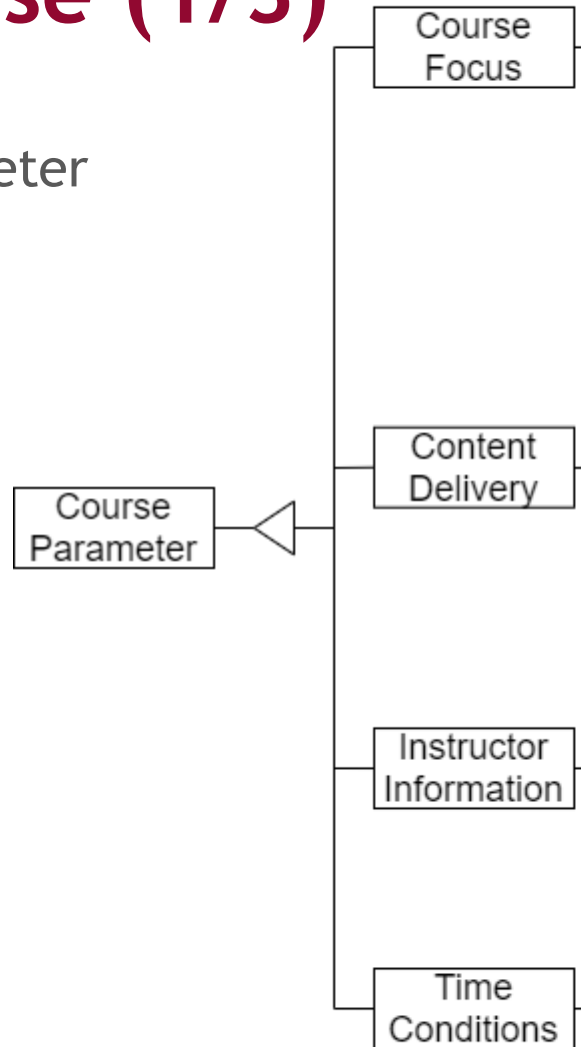 se (1/3)
eter
Course
Focus
Content
Delivery
Course
Parameter
Instructor
Information
Time
Conditions